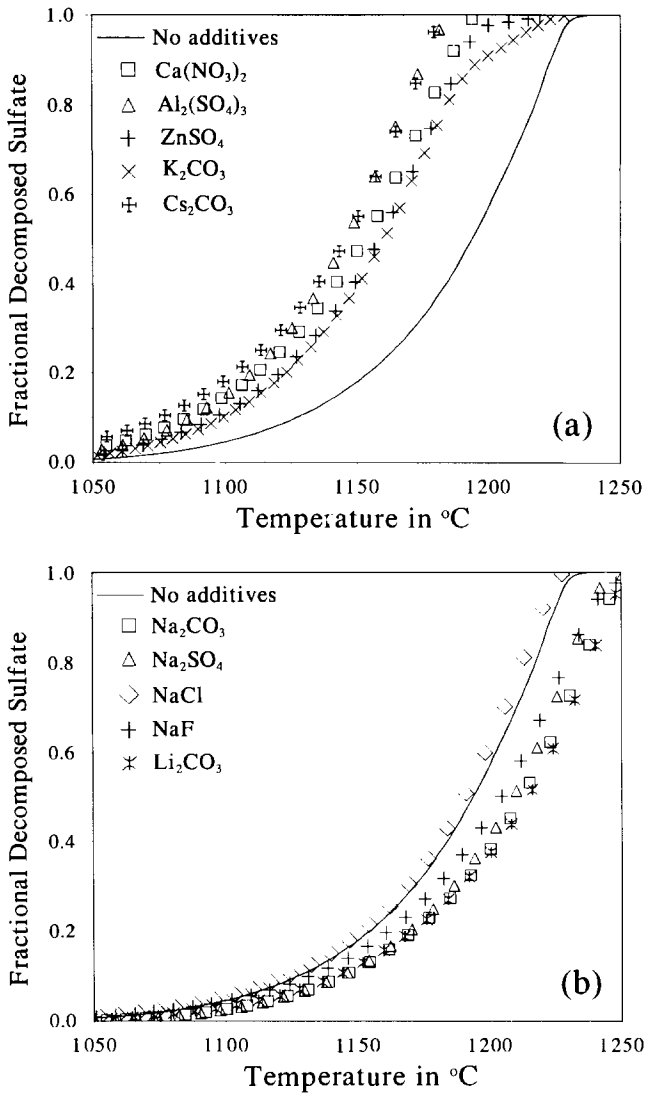 1.0
0.8
0.6
0.4
0.2
0.0
Fractional Decomposed Sulfate
No additives
Ca(NO₃)₂
Al₂(SO₄)₃
ZnSO₄
K₂CO₃
Cs₂CO₃
(a)
1050 1100 1150 1200 1250
Temperature in °C
1.0
0.8
0.6
0.4
0.2
0.0
Fractional Decomposed Sulfate
No additives
Na₂CO₃
Na₂SO₄
NaCl
NaF
Li₂CO₃
(b)
1050 1100 1150 1200 1250
Temperature in °C